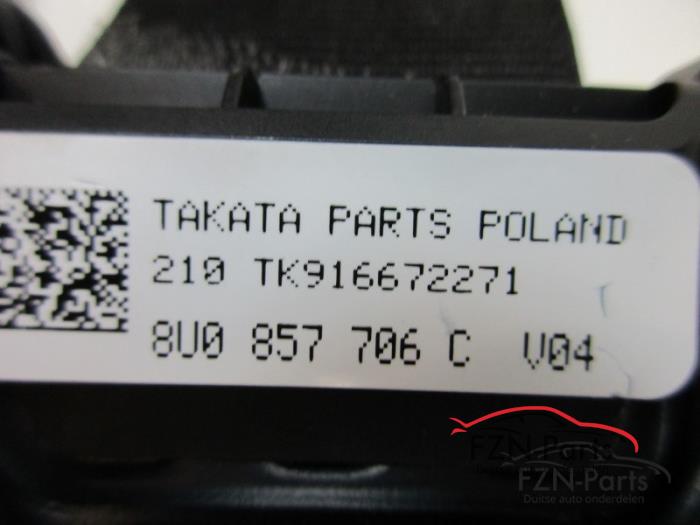 TAKATA PARTS POLAND
210 TK916672271
8U0 857 706 C V04
FZN-Parts
FZN-Parts
Duitse auto onderdelen